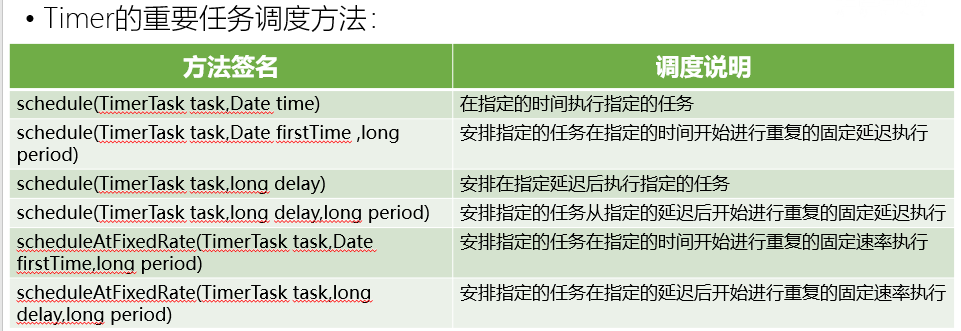 • Timer的重要任务调度方法：
方法签名 调度说明
schedule(TimerTask task,Date time) 在指定的时间执行指定的任务
schedule(TimerTask task,Date firstTime ,long 安排指定的任务在指定的时间开始进行重复的固定延迟执行
period)
schedule(TimerTask task,long delay) 安排在指定延迟后执行指定的任务
schedule(TimerTask task,long delay,long period) 安排指定的任务从指定的延迟后开始进行重复的固定延迟执行
scheduleAtFixedRate(TimerTask task,Date 安排指定的任务在指定的时间开始进行重复的固定速率执行
firstTime,long period)
scheduleAtFixedRate(TimerTask task,long 安排指定的任务在指定的延迟后开始进行重复的固定速率执行
delay,long period)